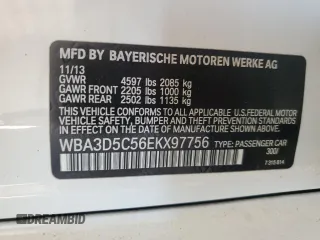 MFD BY BAYERISCHE MOTOREN WERKE AG
11/13
GVWR 4597 lbs 2085 kg
GAWR FRONT 2205 lbs 1000 kg
GAWR REAR 2502 lbs 1135 kg
THIS VEHICLE CONFORMS TO ALL APPLICABLE U.S.FEDERAL MOTOR
VEHICLE SAFETY, BUMPER AND THEFT PREVENTION STANDARDS
IN EFFECT ON THE DATE OF MANUFACTURE SHOWN ABOVE.
WBA3D5C56EKX97756 TYPE: PASSENGER CAR
DREAMBID